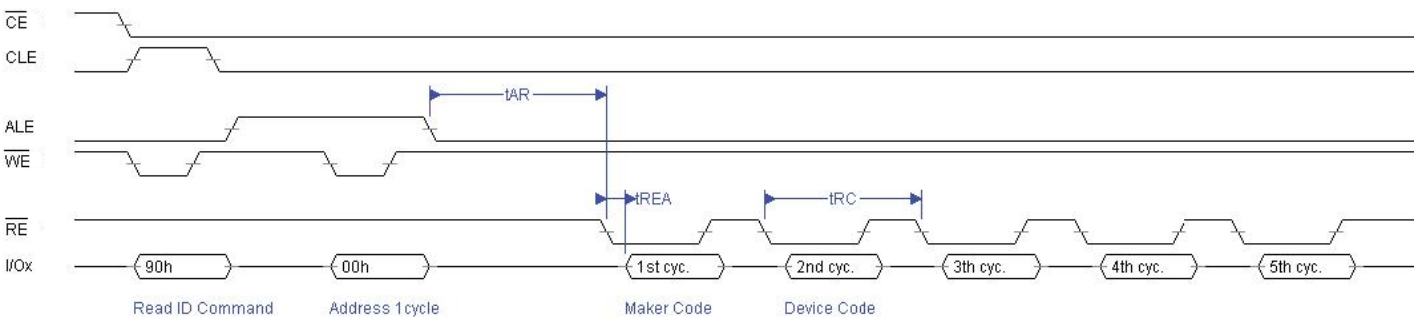 CE
CLE
tAR
ALE
WE
tREA
tRC
RE
I/Ox
90h
00h
1st cyc.
2nd cyc.
3th cyc.
4th cyc.
5th cyc.
Read ID Command
Address 1cycle
Maker Code
Device Code